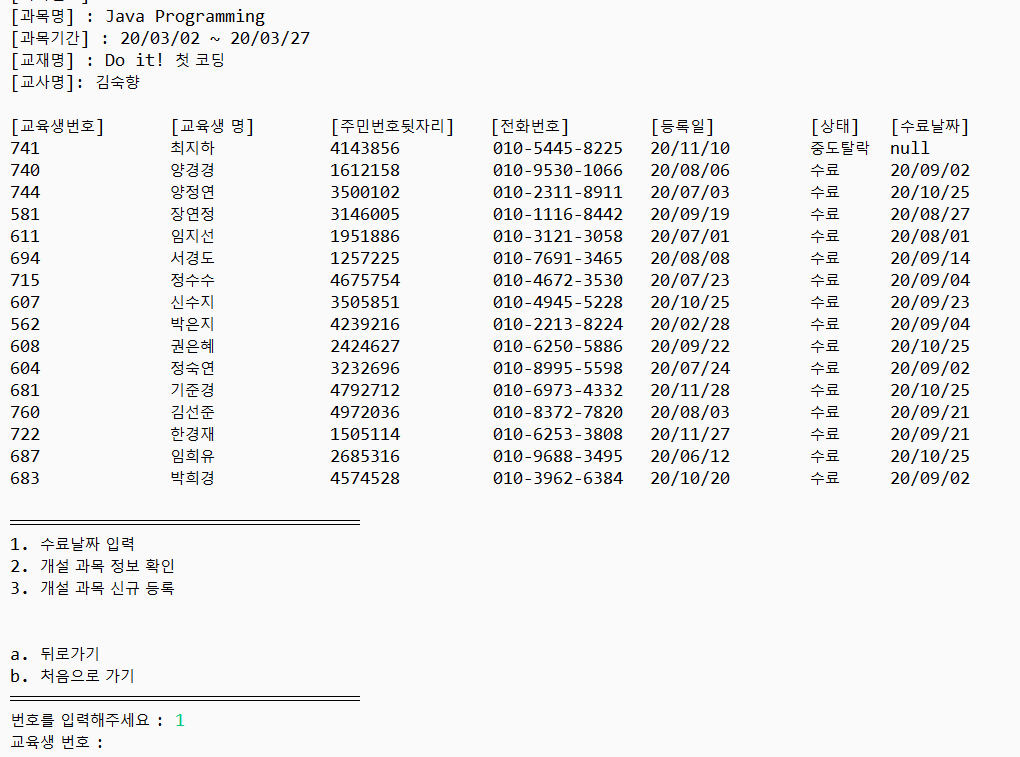 [과목명] : Java Programming
[과목기간] : 20/03/02 ~ 20/03/27
[교재명] : Do it! 첫 코딩
[교사명]: 김숙향
[교육생번호] [교육생 명] [주민번호뒷자리] [전화번호] [등록일] [상태] [수료날짜]
741 최지하 4143856 010-5445-8225 20/11/10 중도탈락 null
740 양경경 1612158 010-9530-1066 20/08/06 수료 20/09/02
744 양정연 3500102 010-2311-8911 20/07/03 수료 20/10/25
581 장연정 3146005 010-1116-8442 20/09/19 수료 20/08/27
611 임지선 1951886 010-3121-3058 20/07/01 수료 20/08/01
694 서경도 1257225 010-7691-3465 20/08/08 수료 20/09/14
715 정수수 4675754 010-4672-3530 20/07/23 수료 20/09/04
607 신수지 3505851 010-4945-5228 20/10/25 수료 20/09/23
562 박은지 4239216 010-2213-8224 20/02/28 수료 20/09/04
608 권은혜 2424627 010-6250-5886 20/09/22 수료 20/10/25
604 정숙연 3232696 010-8995-5598 20/07/24 수료 20/09/02
681 기준경 4792712 010-6973-4332 20/11/28 수료 20/10/25
760 김선준 4972036 010-8372-7820 20/08/03 수료 20/09/21
722 한경재 1505114 010-6253-3808 20/11/27 수료 20/09/21
687 임희유 2685316 010-9688-3495 20/06/12 수료 20/10/25
683 박희경 4574528 010-3962-6384 20/10/20 수료 20/09/02
1. 수료날짜 입력
2. 개설 과목 정보 확인
3. 개설 과목 신규 등록
a. 뒤로가기
b. 처음으로 가기
번호를 입력해주세요 : 1
교육생 번호 :